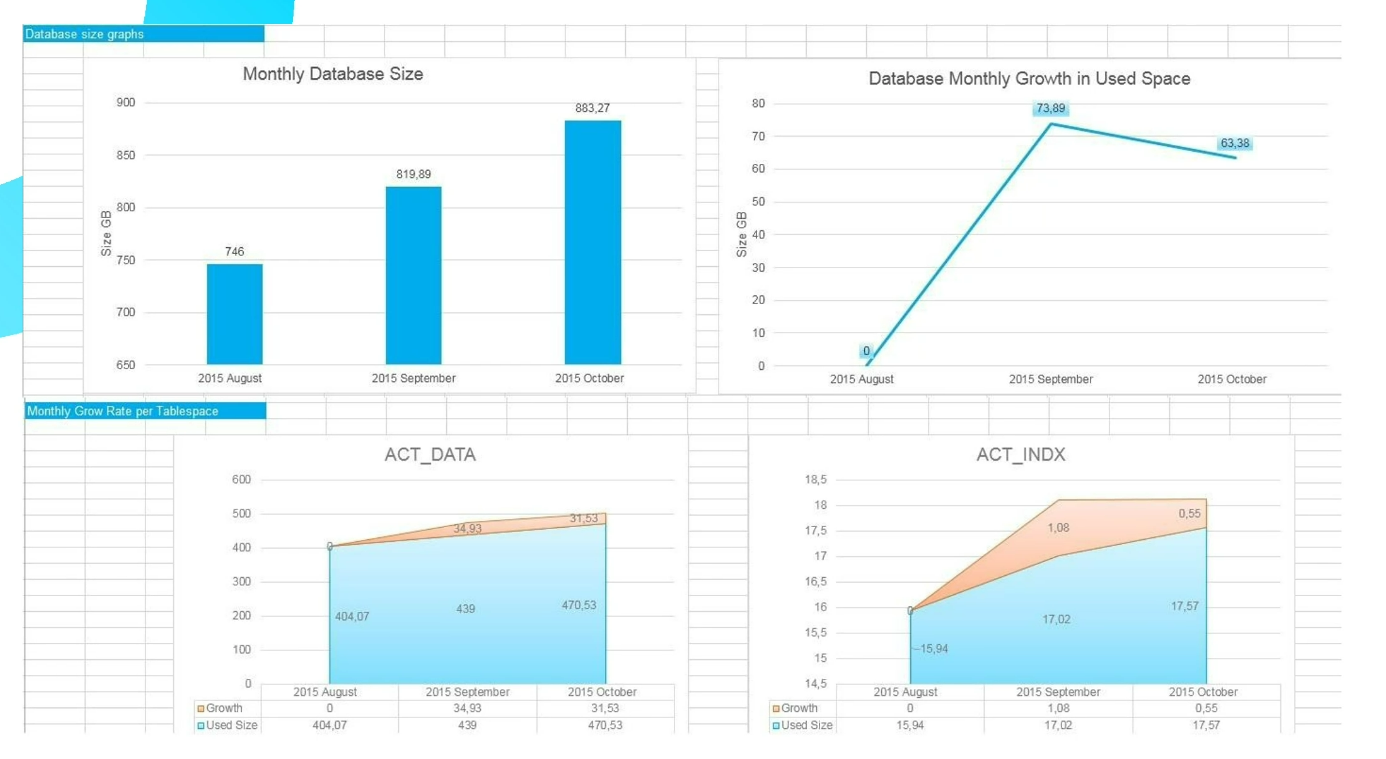 Database size graphs
Monthly Database Size
900
850
800
750
700
650
Size GB
746
819,89
883,27
2015 August
2015 September
2015 October
Database Monthly Growth in Used Space
80
70
60
50
40
30
20
10
0
Size GB
0
73,89
63,38
2015 August
2015 September
2015 October
Monthly Grow Rate per Tablespace
ACT_DATA
600
500
400
300
200
100
0
0
34,93
31,53
404,07
439
470,53
2015 August 2015 September 2015 October
Growth 0 34,93 31,53
Used Size 404,07 439 470,53
ACT_INDX
18,5
18
17,5
17
16,5
16
15,5
15
14,5
0
1,08
0,55
15,94
17,02
17,57
2015 August 2015 September 2015 October
Growth 0 1,08 0,55
Used Size 15,94 17,02 17,57